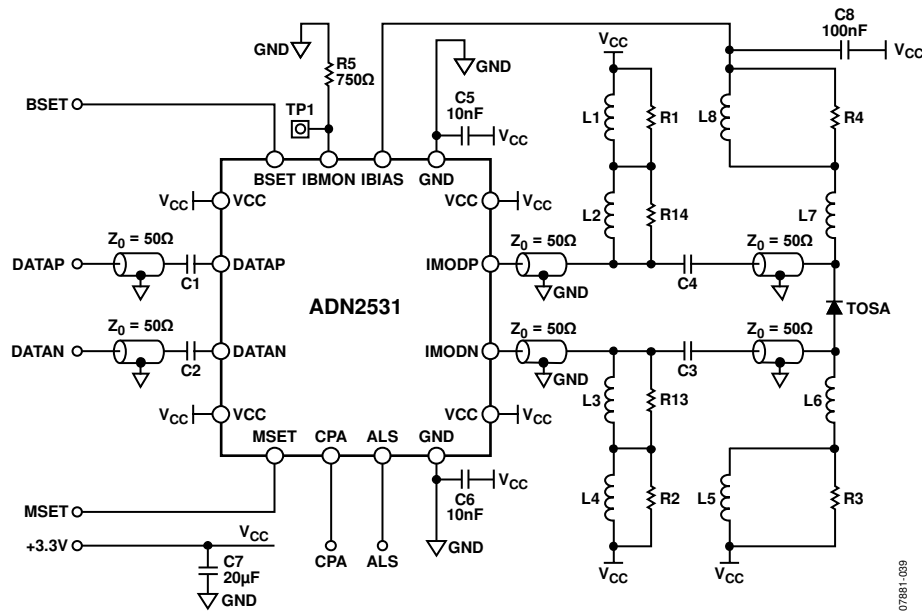 C8
100nF
VCC
VCC
GND
R5
750Ω
GND
TP1
C5
10nF
VCC
L1
R1
L8
R4
BSET
BSET
IBMON
IBIAS
GND
VCC
VCC
VCC
VCC
L2
R14
L7
Z0 = 50Ω
Z0 = 50Ω
Z0 = 50Ω
DATAP
C1
DATAP
IMODP
GND
C4
ADN2531
TOSA
Z0 = 50Ω
Z0 = 50Ω
Z0 = 50Ω
DATAN
C2
DATAN
IMODN
GND
C3
L3
R13
L6
VCC
VCC
VCC
VCC
MSET
CPA
ALS
GND
C6
10nF
VCC
L4
R2
L5
R3
MSET
+3.3V
VCC
CPA
ALS
GND
VCC
VCC
C7
20µF
GND
07881-039